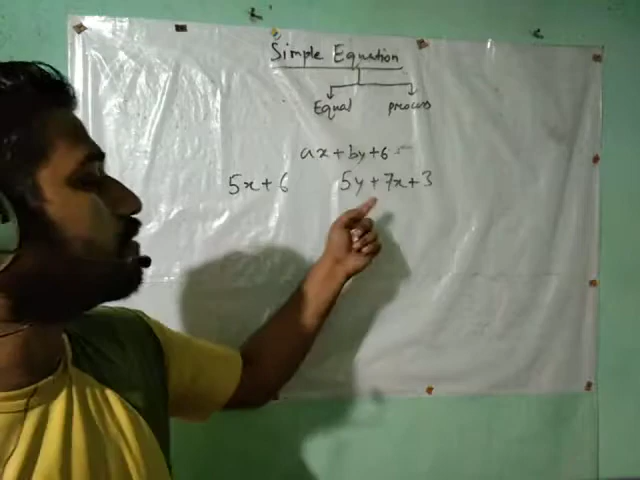 Simple Equation
Equal process
ax+by+6
5x+6 5y+7x+3